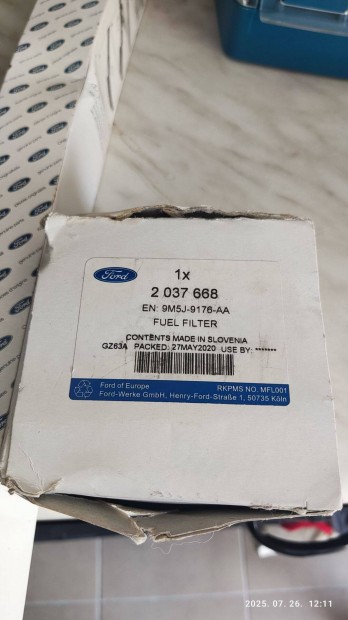 Ford
1x
2 037 668
EN: 9M5J-9176-AA
FUEL FILTER
CONTENTS MADE IN SLOVENIA
GZ63A PACKED: 27MAY2020 USE BY: *******
Ford of Europe RKPMS NO. MFL001
Ford-Werke GmbH, Henry-Ford-Straße 1, 50735 Köln
2025. 07. 26. 12:11